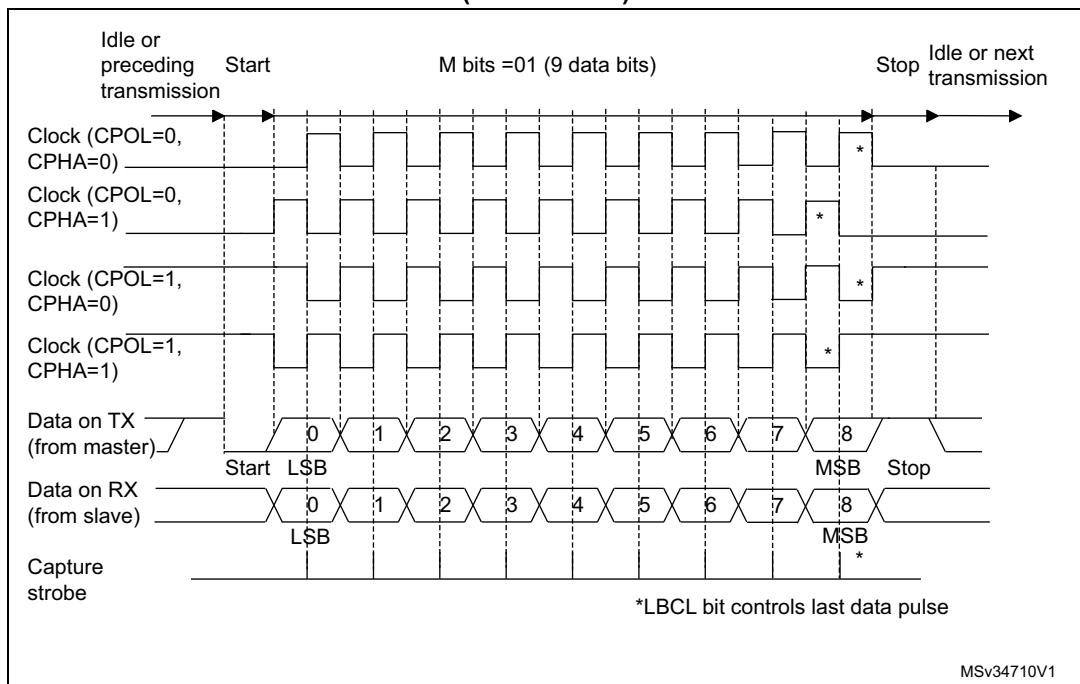 Idle or
preceding
transmission
Start
M bits =01 (9 data bits)
Stop
Idle or next
transmission
Clock (CPOL=0,
CPHA=0)
*
Clock (CPOL=0,
CPHA=1)
*
Clock (CPOL=1,
CPHA=0)
*
Clock (CPOL=1,
CPHA=1)
*
Data on TX
(from master)
0 1 2 3 4 5 6 7 8
Start LSB MSB Stop
Data on RX
(from slave)
0 1 2 3 4 5 6 7 8
LSB MSB
Capture
strobe
*
*LBCL bit controls last data pulse
MSv34710V1